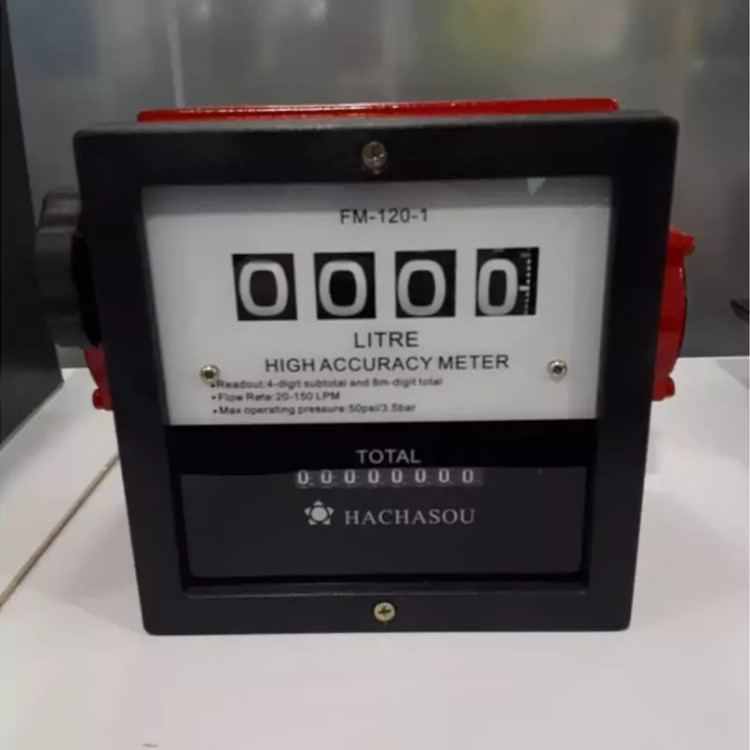 FM-120-1
0000
LITRE
HIGH ACCURACY METER
•Readout:4-digit subtotal and 8m-digit total
•Flow Rete:20-150 LPM
•Max operating pressure:50psi/3.5bar
TOTAL
00000000
HACHASOU